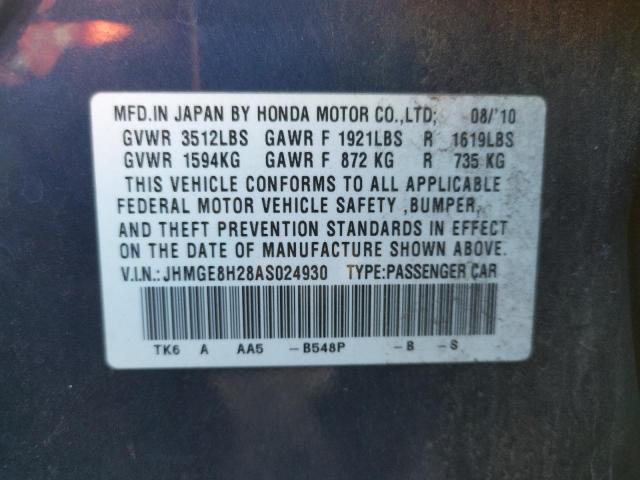 MFD.IN JAPAN BY HONDA MOTOR CO.,LTD; 08/'10
GVWR 3512LBS GAWR F 1921LBS R 1619LBS
GVWR 1594KG GAWR F 872 KG R 735 KG
THIS VEHICLE CONFORMS TO ALL APPLICABLE
FEDERAL MOTOR VEHICLE SAFETY ,BUMPER,
AND THEFT PREVENTION STANDARDS IN EFFECT
ON THE DATE OF MANUFACTURE SHOWN ABOVE.
V.I.N.:JHMGE8H28AS024930 TYPE:PASSENGER CAR
TK6 A AA5 -B548P -B -S